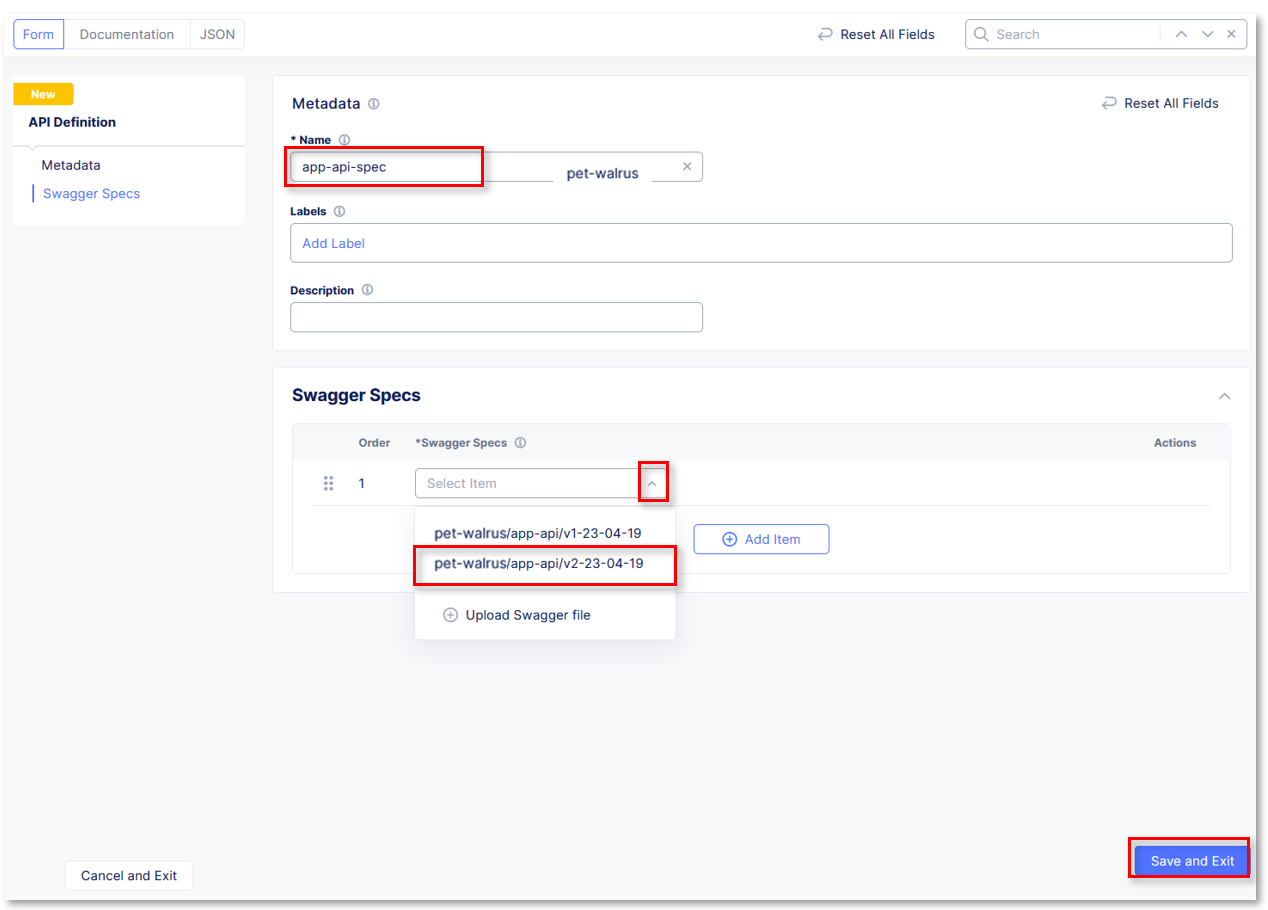 Form Documentation JSON Reset All Fields Search
New
API Definition
Metadata
Swagger Specs
Metadata Reset All Fields
* Name
app-api-spec pet-walrus
Labels
Add Label
Description
Swagger Specs
Order *Swagger Specs Actions
1 Select Item
pet-walrus/app-api/v1-23-04-19
Add Item
pet-walrus/app-api/v2-23-04-19
Upload Swagger file
Save and Exit
Cancel and Exit